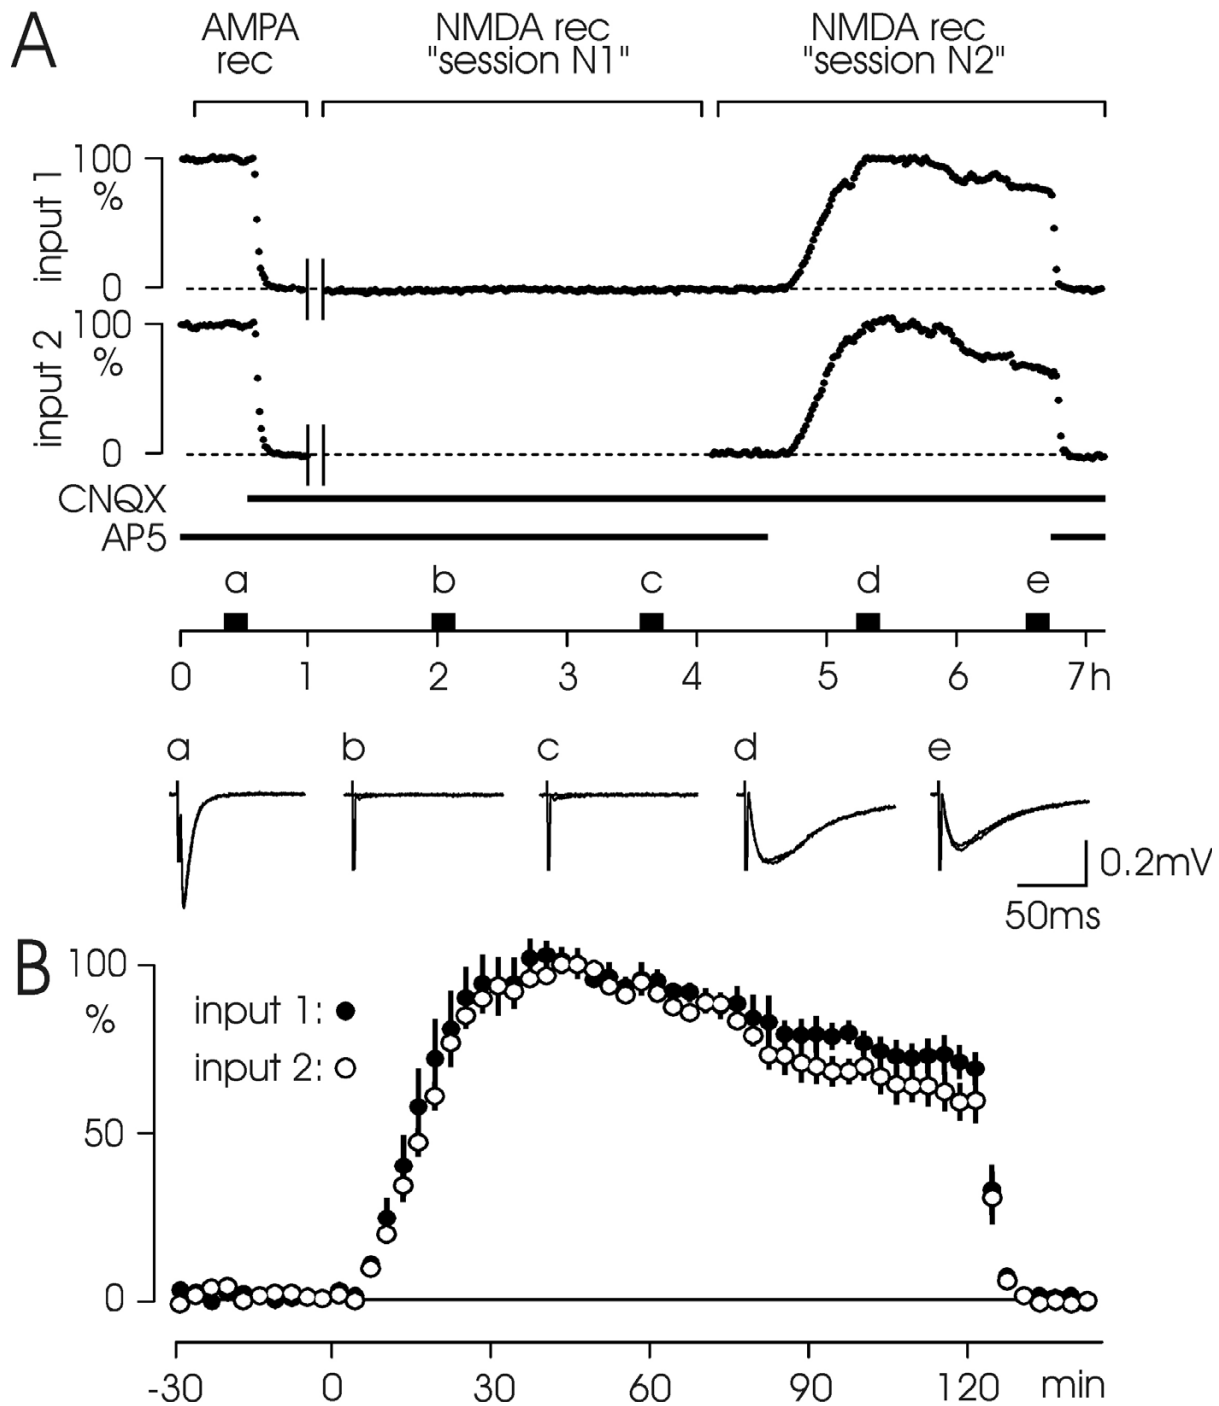 A
AMPA
rec
NMDA rec
"session N1"
NMDA rec
"session N2"
input 1
100
%
0
input 2
100
%
0
CNQX
AP5
a b c d e
0 1 2 3 4 5 6 7h
a b c d e
0.2mV
50ms
B
100
%
50
0
input 1:
input 2:
-30 0 30 60 90 120 min